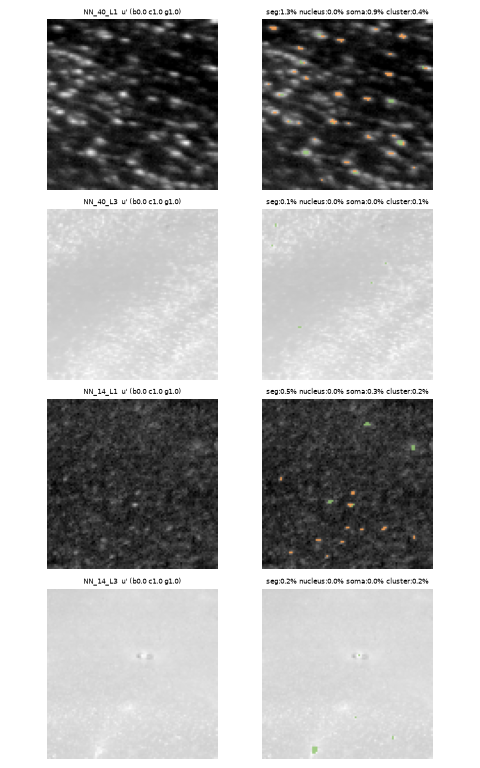 NN_40_L1 u' (b0.0 c1.0 g1.0)
seg:1.3% nucleus:0.0% soma:0.9% cluster:0.4%
NN_40_L3 u' (b0.0 c1.0 g1.0)
seg:0.1% nucleus:0.0% soma:0.0% cluster:0.1%
NN_14_L1 u' (b0.0 c1.0 g1.0)
seg:0.5% nucleus:0.0% soma:0.3% cluster:0.2%
NN_14_L3 u' (b0.0 c1.0 g1.0)
seg:0.2% nucleus:0.0% soma:0.0% cluster:0.2%